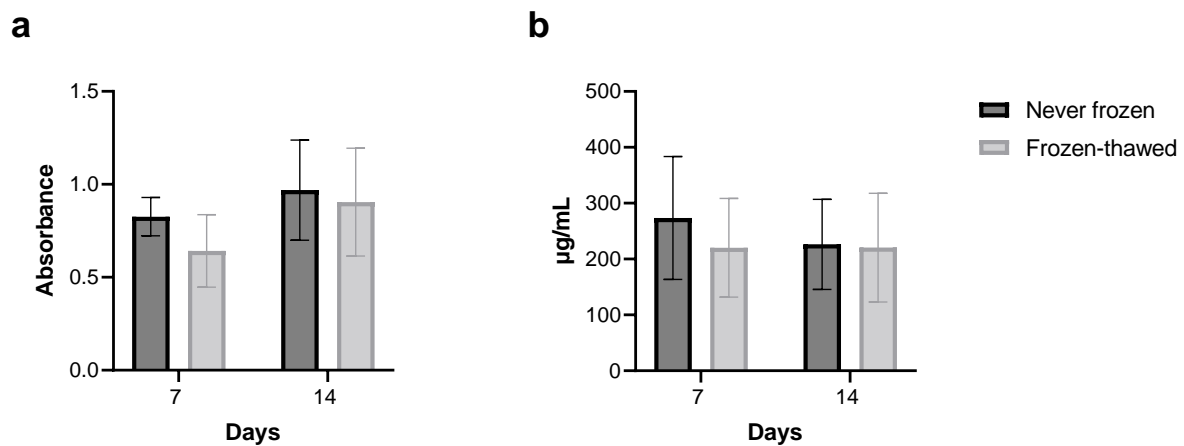 a
1.5
1.0
0.5
0.0
Absorbance
7 14
Days
b
500
400
300
200
100
0
µg/mL
7 14
Days
Never frozen
Frozen-thawed